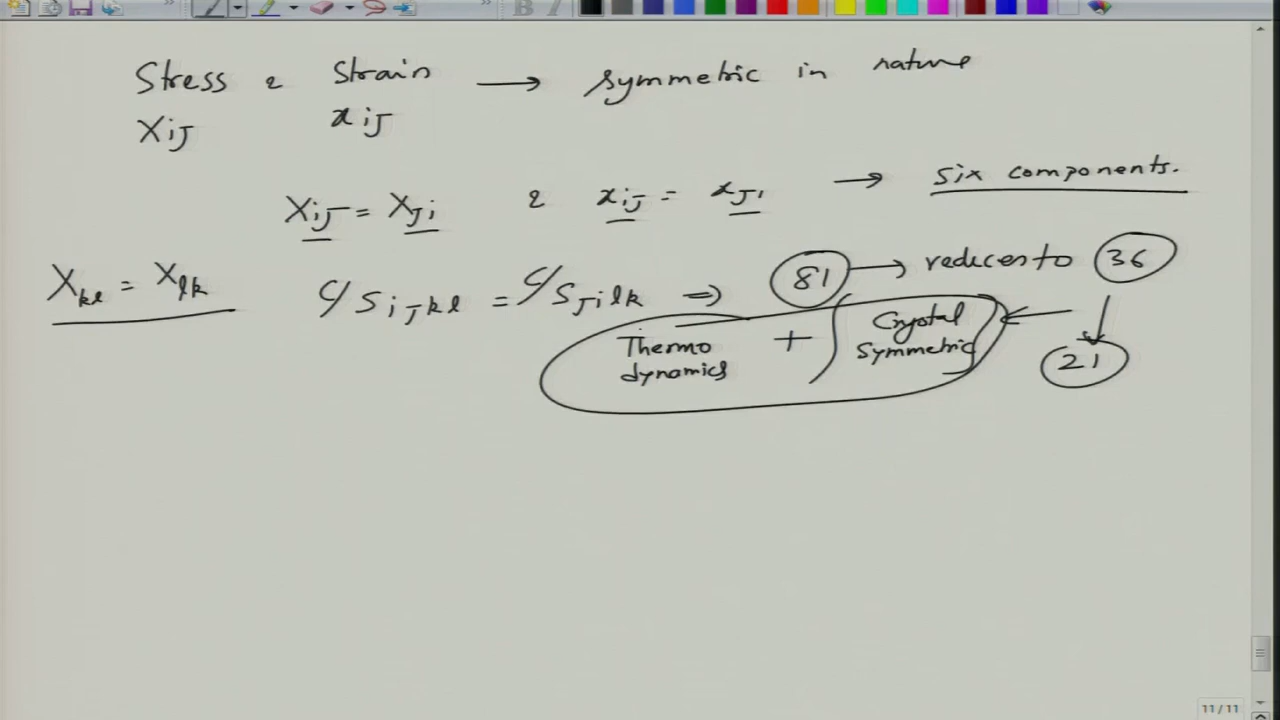 Stress & Strain → symmetric in nature
Xij xij
Xij = Xji & xij = xji → six components.
Xkl = Xlk C/Sijkl = C/Sjilk ⇒ 81 → reduces to 36
Thermo dynamics + Crystal Symmetric ← 21
11/11